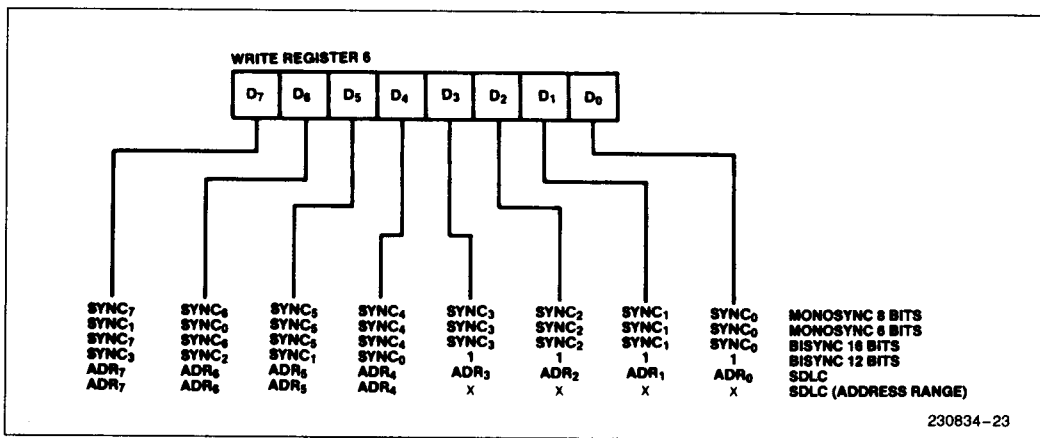 WRITE REGISTER 6
D7 D6 D5 D4 D3 D2 D1 D0
SYNC7 SYNC6 SYNC5 SYNC4 SYNC3 SYNC2 SYNC1 SYNC0 MONOSYNC 8 BITS
SYNC1 SYNC0 SYNC5 SYNC4 SYNC3 SYNC2 SYNC1 SYNC0 MONOSYNC 6 BITS
SYNC7 SYNC6 SYNC5 SYNC4 SYNC3 SYNC2 SYNC1 SYNC0 BISYNC 16 BITS
SYNC3 SYNC2 SYNC1 SYNC0 1 1 1 1 BISYNC 12 BITS
ADR7 ADR6 ADR5 ADR4 ADR3 ADR2 ADR1 ADR0 SDLC
ADR7 ADR6 ADR5 ADR4 X X X X SDLC (ADDRESS RANGE)
230834-23